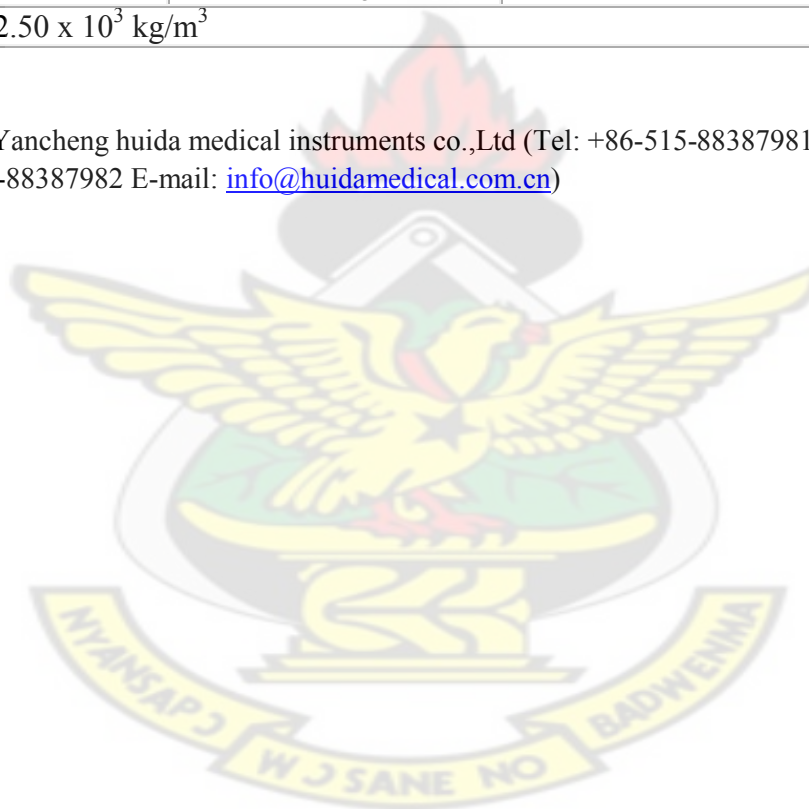 2.50 x 10³ kg/m³
Yancheng huida medical instruments co.,Ltd (Tel: +86-515-88387981
-88387982 E-mail: info@huidamedical.com.cn)
NYANSAPƆ WƆSANE NO BADWENMA